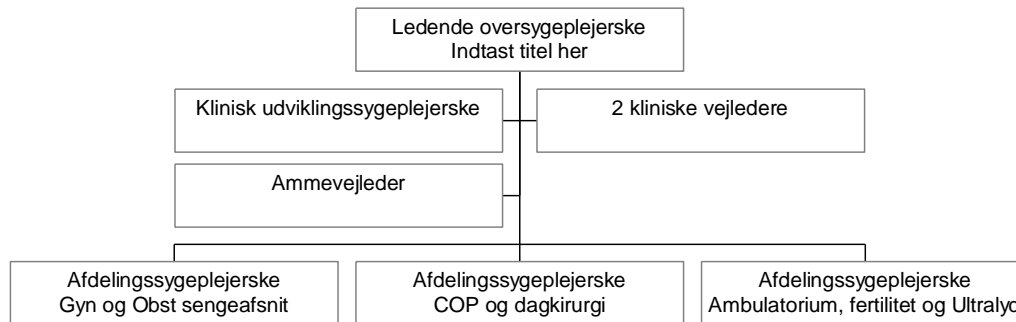 Ledende oversygeplejerske
Indtast titel her
Klinisk udviklingssygeplejerske
2 kliniske vejledere
Ammevejleder
Afdelingssygeplejerske
Gyn og Obst sengeafsnit
Afdelingssygeplejerske
COP og dagkirurgi
Afdelingssygeplejerske
Ambulatorium, fertilitet og